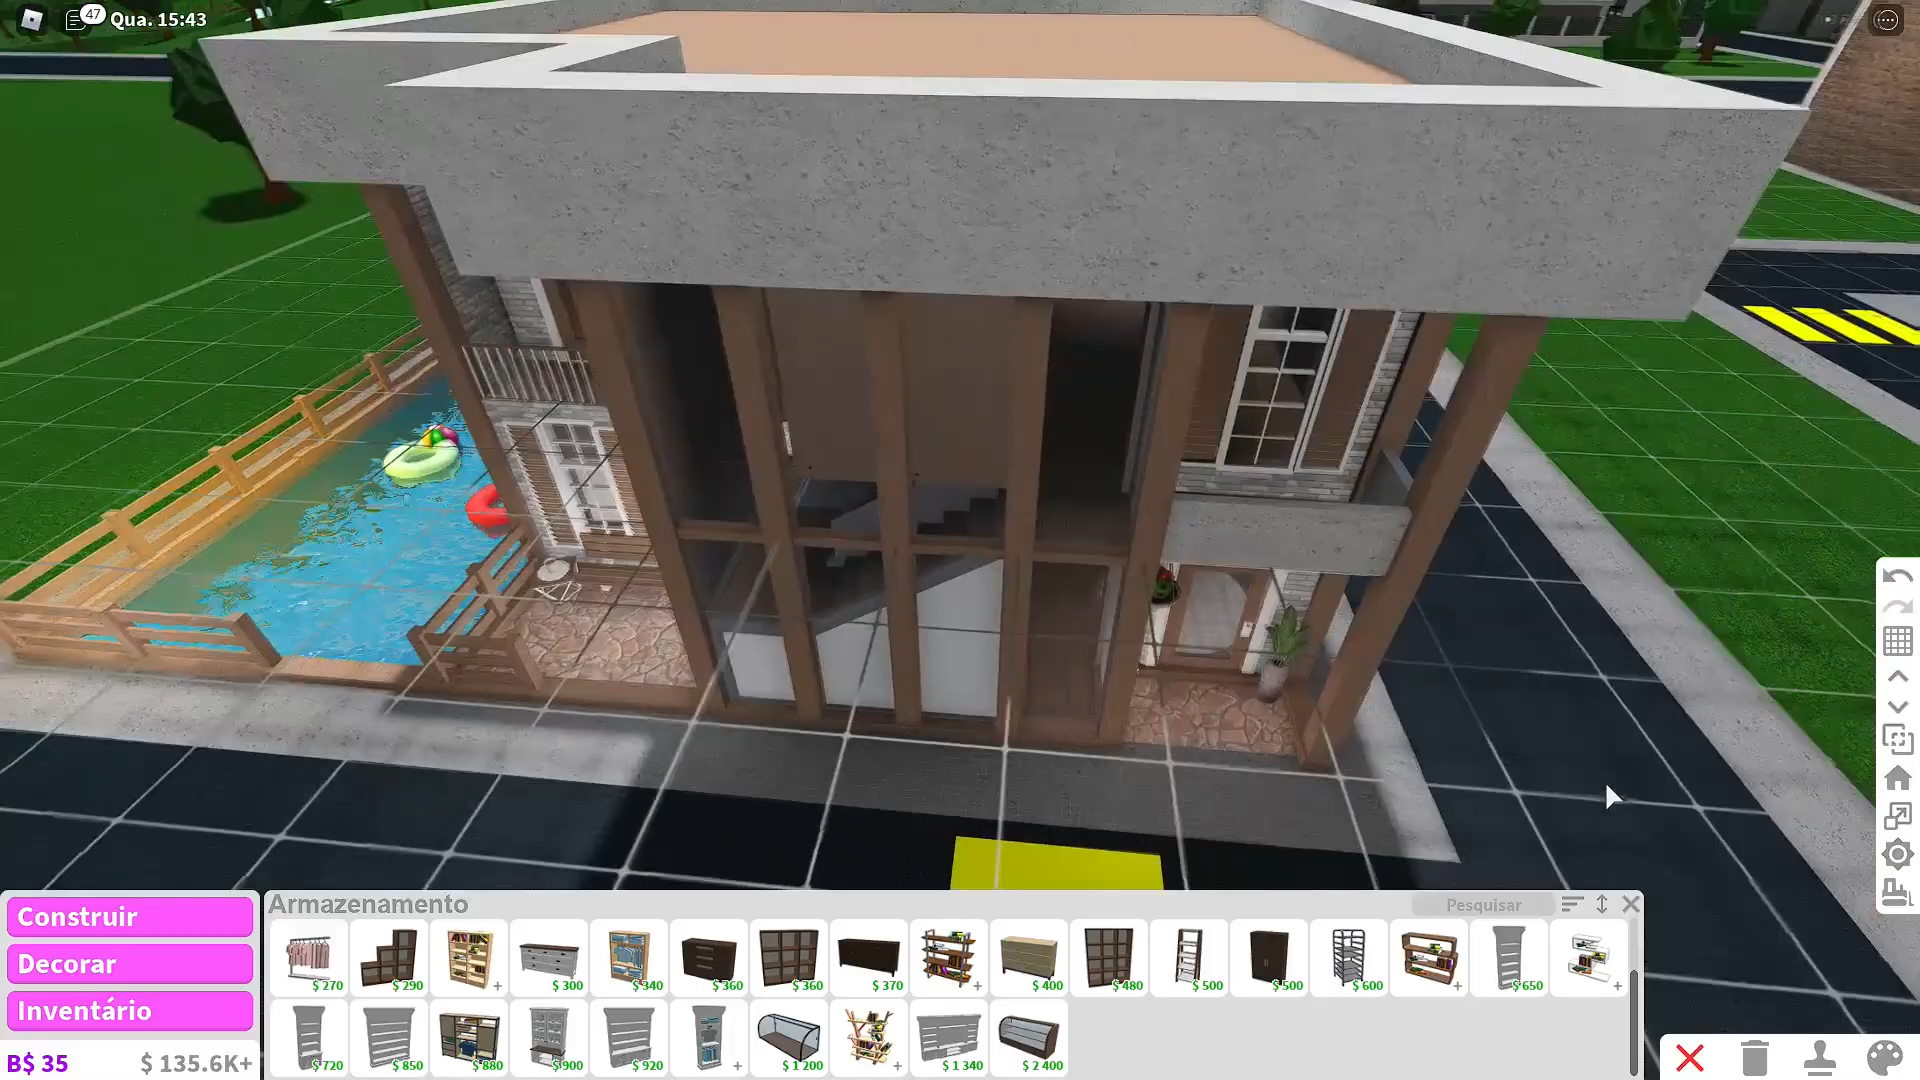 47 Qua. 15:43
Construir
Decorar
Inventário
B$ 35 $ 135.6K+
Armazenamento
Pesquisar
$ 270 $ 290 + $ 300 $ 340 $ 360 $ 360 $ 370 + $ 400 $ 480 $ 500 $ 500 $ 600 + $ 650 +
$ 720 $ 850 $ 880 $ 900 $ 920 + $ 1 200 + $ 1 340 $ 2 400